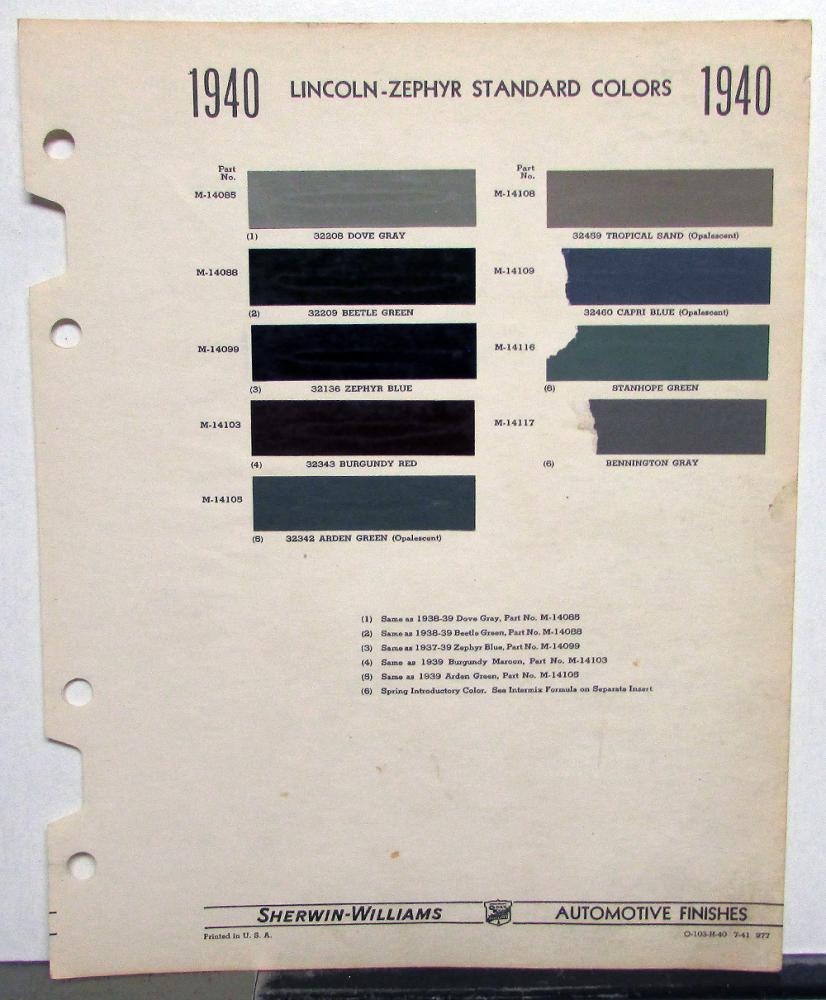 1940 LINCOLN-ZEPHYR STANDARD COLORS 1940
Part
No.
M-14085
(1) 32208 DOVE GRAY
M-14088
(2) 32209 BEETLE GREEN
M-14099
(3) 32136 ZEPHYR BLUE
M-14103
(4) 32343 BURGUNDY RED
M-14105
(5) 32342 ARDEN GREEN (Opalescent)
Part
No.
M-14108
32459 TROPICAL SAND (Opalescent)
M-14109
32460 CAPRI BLUE (Opalescent)
M-14116
(6) STANHOPE GREEN
M-14117
(6) BENNINGTON GRAY
(1) Same as 1938-39 Dove Gray, Part No. M-14085
(2) Same as 1938-39 Beetle Green, Part No. M-14088
(3) Same as 1937-39 Zephyr Blue, Part No. M-14099
(4) Same as 1939 Burgundy Maroon, Part No. M-14103
(5) Same as 1939 Arden Green, Part No. M-14105
(6) Spring Introductory Color. See Intermix Formula on Separate Insert
SHERWIN-WILLIAMS AUTOMOTIVE FINISHES
Printed in U. S. A. O-103-H-40 7-41 977